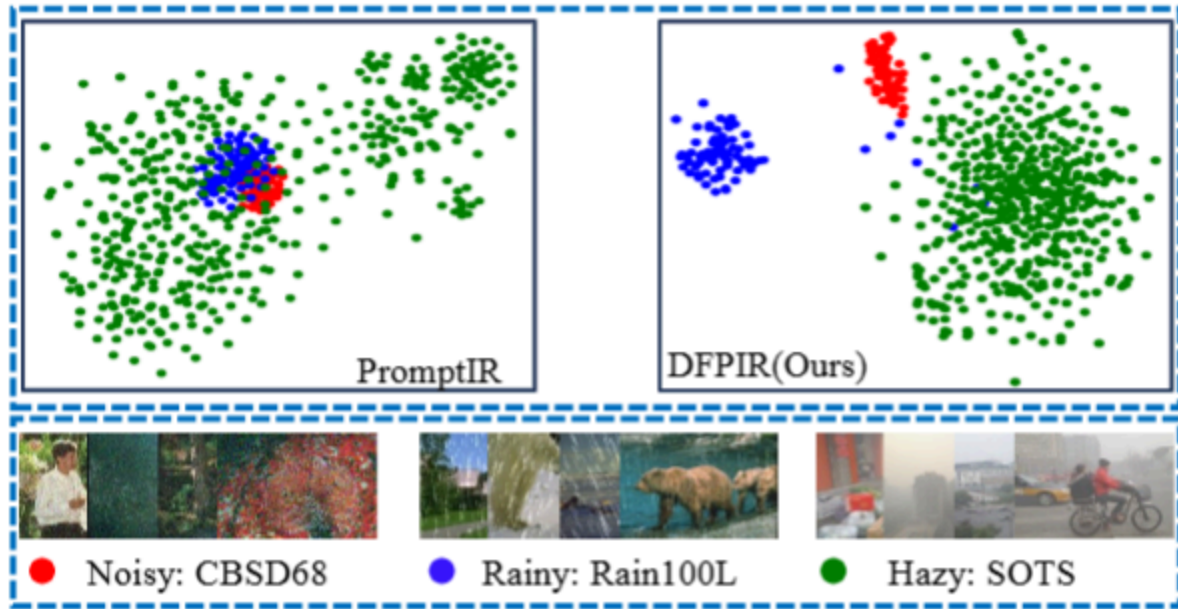 PromptIR
DFPIR(Ours)
Noisy: CBSD68
Rainy: Rain100L
Hazy: SOTS